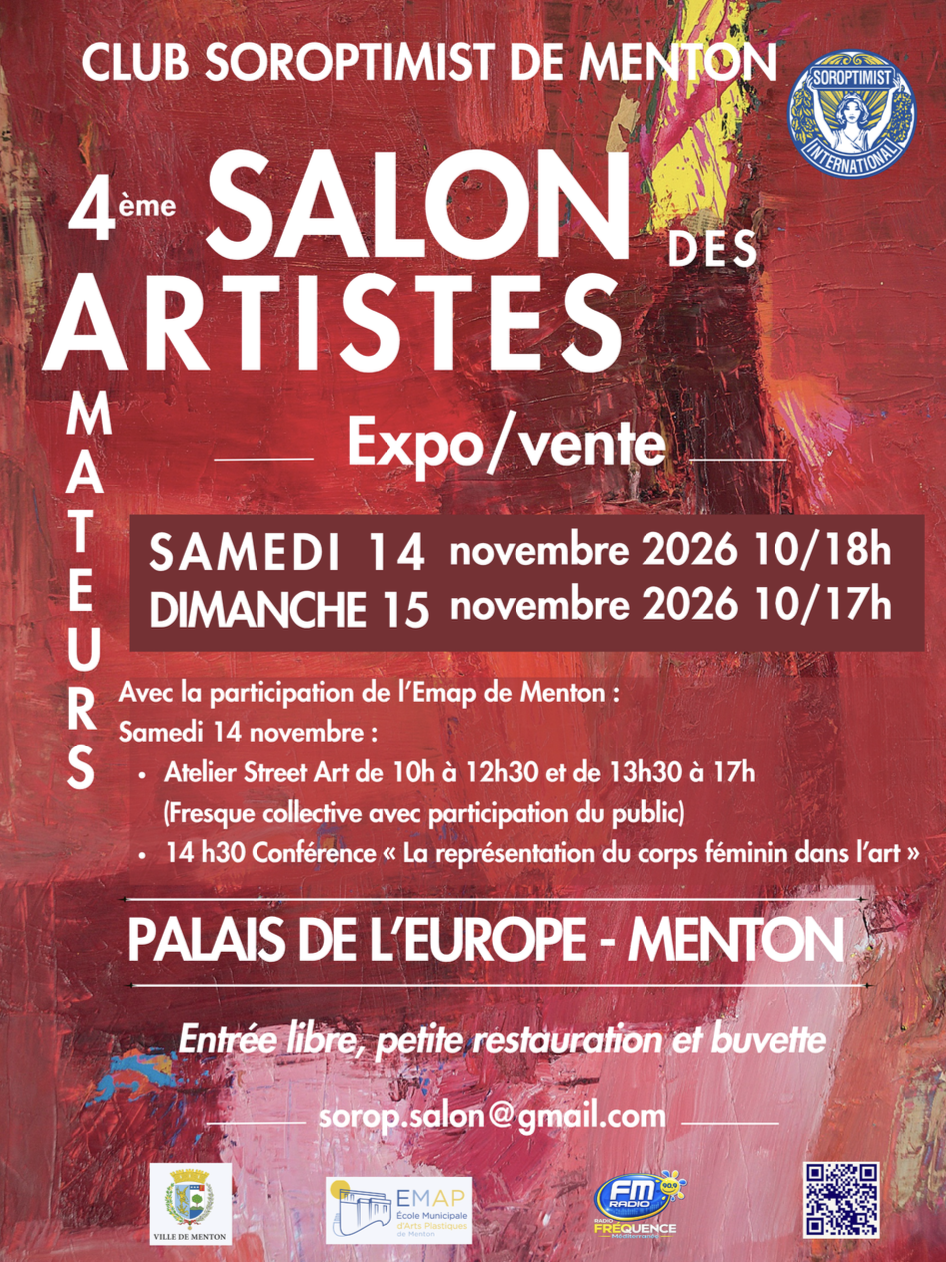 CLUB SOROPTIMIST DE MENTON
SOROPTIMIST
INTERNATIONAL
4ème SALON DES
ARTISTES
AMATEURS
Expo/vente
SAMEDI 14 novembre 2026 10/18h
DIMANCHE 15 novembre 2026 10/17h
Avec la participation de l’Emap de Menton :
Samedi 14 novembre :
• Atelier Street Art de 10h à 12h30 et de 13h30 à 17h
(Fresque collective avec participation du public)
• 14 h30 Conférence « La représentation du corps féminin dans l’art »
PALAIS DE L’EUROPE - MENTON
Entrée libre, petite restauration et buvette
sorop.salon@gmail.com
VILLE DE MENTON
EMAP
École Municipale
d’Arts Plastiques
de Menton
90.9
FM
RADIO
RADIO
FRÉQUENCE
Méditerranée